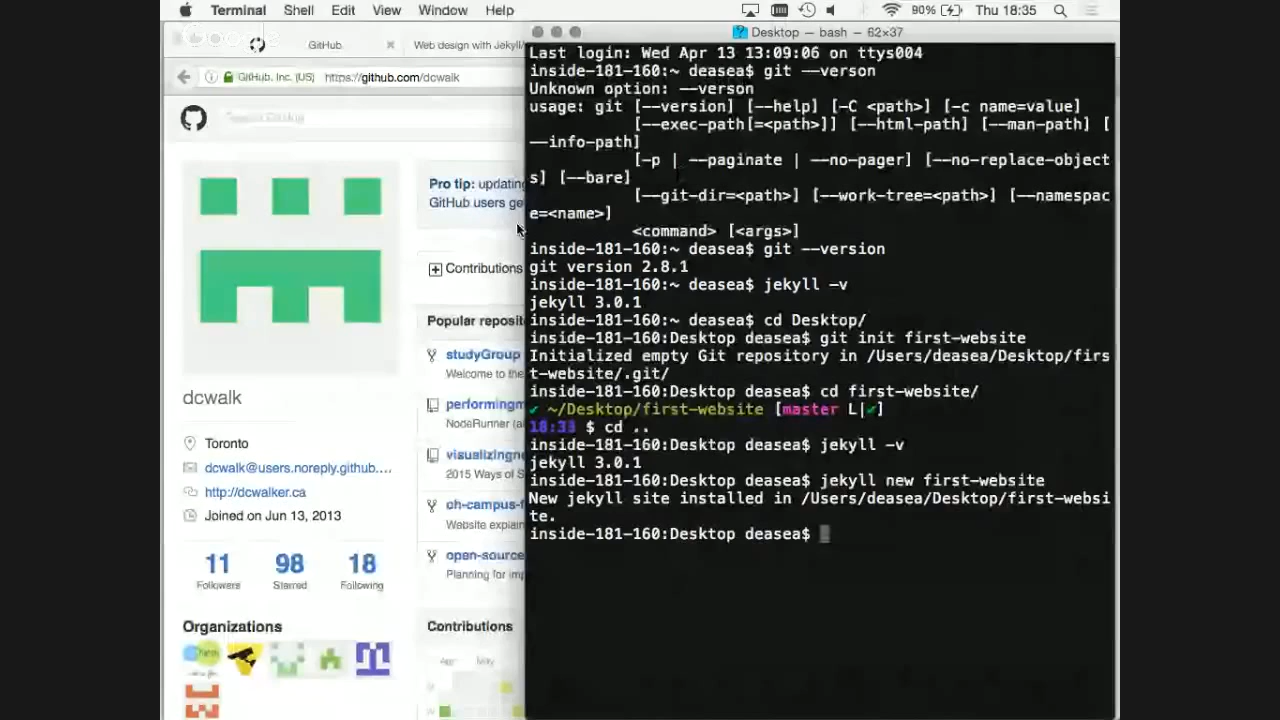 Terminal Shell Edit View Window Help 90% Thu 18:35
GitHub Web design with Jekyll/
GitHub, Inc. [US] https://github.com/dcwalk
Search GitHub
Pro tip: updating
GitHub users ge
Contributions
Popular reposit
studyGroup
Welcome to the
performingm
NodeRunner (a
visualizingne
2015 Ways of S
oh-campus-f
Website explain
open-source
Planning for imp
Contributions
Apr May
M
W
dcwalk
Toronto
dcwalk@users.noreply.github....
http://dcwalker.ca
Joined on Jun 13, 2013
11 98 18
Followers Starred Following
Organizations
Desktop — bash — 62×37
Last login: Wed Apr 13 13:09:06 on ttys004
inside-181-160:~ deasea$ git --verson
Unknown option: --verson
usage: git [--version] [--help] [-C <path>] [-c name=value]
[--exec-path[=<path>]] [--html-path] [--man-path] [
--info-path]
[-p | --paginate | --no-pager] [--no-replace-object
s] [--bare]
[--git-dir=<path>] [--work-tree=<path>] [--namespac
e=<name>]
<command> [<args>]
inside-181-160:~ deasea$ git --version
git version 2.8.1
inside-181-160:~ deasea$ jekyll -v
jekyll 3.0.1
inside-181-160:~ deasea$ cd Desktop/
inside-181-160:Desktop deasea$ git init first-website
Initialized empty Git repository in /Users/deasea/Desktop/firs
t-website/.git/
inside-181-160:Desktop deasea$ cd first-website/
✔ ~/Desktop/first-website [master L|✔]
18:33 $ cd ..
inside-181-160:Desktop deasea$ jekyll -v
jekyll 3.0.1
inside-181-160:Desktop deasea$ jekyll new first-website
New jekyll site installed in /Users/deasea/Desktop/first-websi
te.
inside-181-160:Desktop deasea$